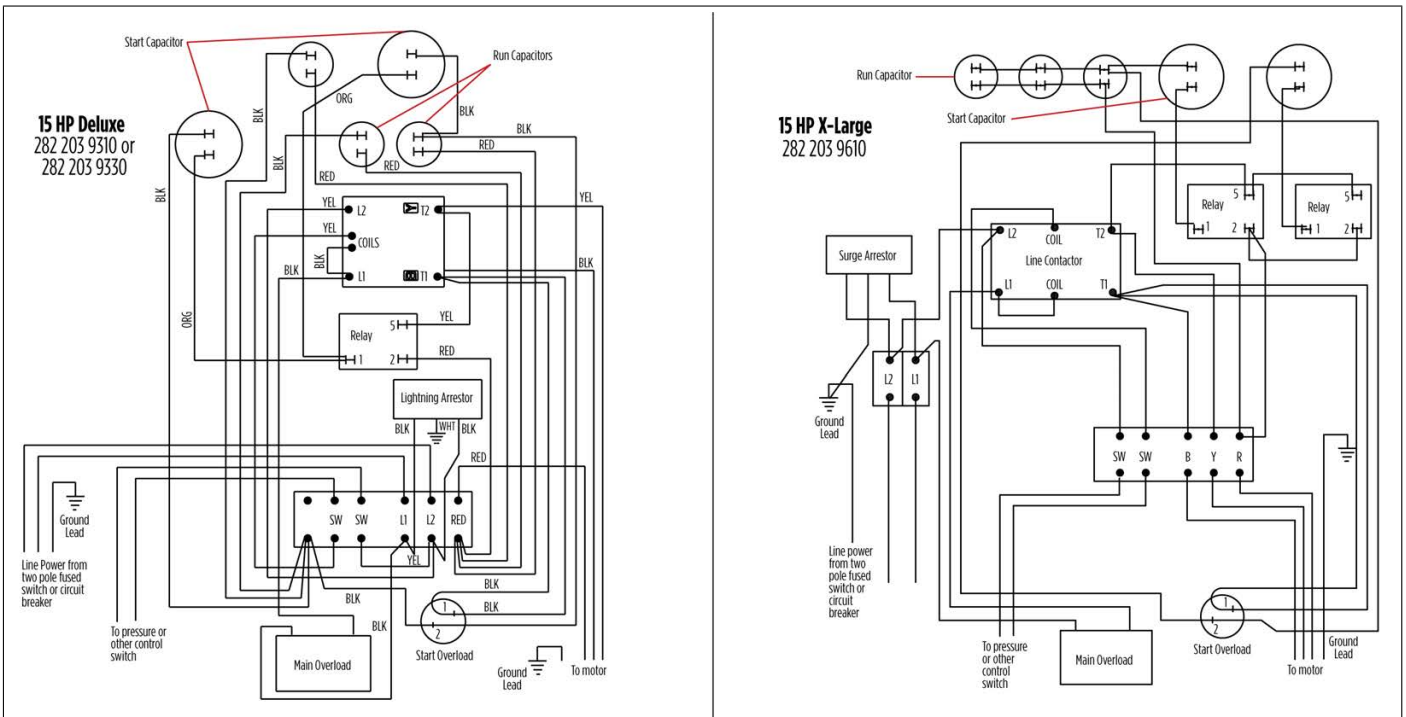 Start Capacitor
Run Capacitors
15 HP Deluxe
282 203 9310 or
282 203 9330
BLK
ORG
BLK
BLK
RED
BLK
BLK
RED
RED
YEL
L2
Y
T2
YEL
YEL
COILS
BLK
BLK
L1
B
T1
BLK
ORG
Relay
5
YEL
1
2
RED
Lightning Arrestor
BLK
WHT
BLK
RED
SW
SW
L1
L2
RED
YEL
Ground
Lead
Line Power from
two pole fused
switch or circuit
breaker
BLK
BLK
BLK
BLK
1
2
Start Overload
To pressure or
other control
switch
Main Overload
Ground
Lead
To motor
Run Capacitor
Start Capacitor
15 HP X-Large
282 203 9610
Relay
5
1
2
Relay
5
1
2
L2
COIL
T2
Line Contactor
L1
COIL
T1
Surge Arrestor
L2
L1
Ground
Lead
SW
SW
B
Y
R
Line power
from two
pole fused
switch or
circuit
breaker
To pressure
or other
control
switch
Main Overload
1
2
Start Overload
To motor
Ground
Lead